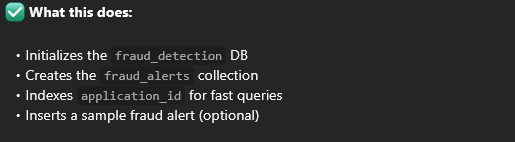 ✅ What this does:
• Initializes the fraud_detection DB
• Creates the fraud_alerts collection
• Indexes application_id for fast queries
• Inserts a sample fraud alert (optional)